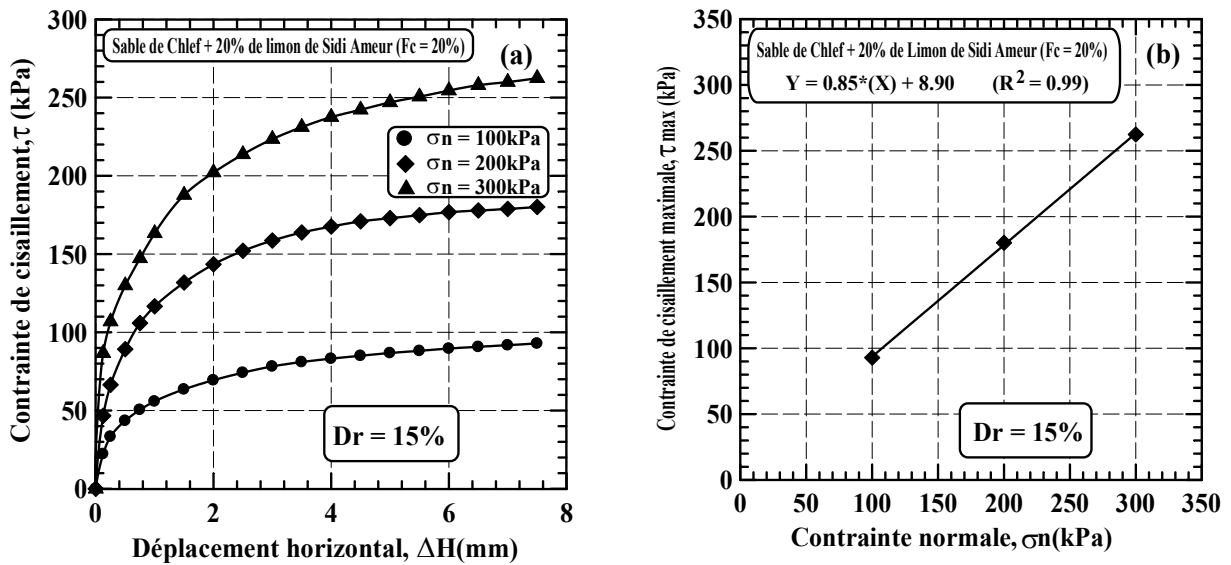 Sable de Chlef + 20% de limon de Sidi Ameur (Fc = 20%)
(a)
σn = 100kPa
σn = 200kPa
σn = 300kPa
Dr = 15%
Contrainte de cisaillement,τ (kPa)
350
300
250
200
150
100
50
0
0 2 4 6 8
Déplacement horizontal, ΔH(mm)
Sable de Chlef + 20% de Limon de Sidi Ameur (Fc = 20%)
Y = 0.85*(X) + 8.90 (R² = 0.99)
(b)
Dr = 15%
Contrainte de cisaillement maximale, τ max (kPa)
350
300
250
200
150
100
50
0
0 50 100 150 200 250 300 350
Contrainte normale, σn(kPa)